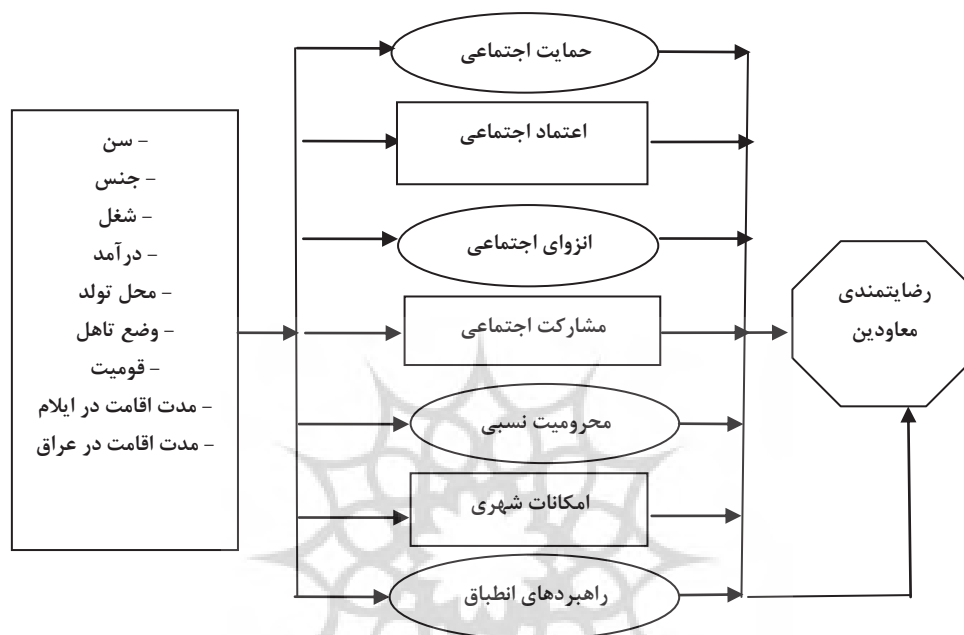 حمایت اجتماعی
اعتماد اجتماعی
- سن
- جنس
- شغل
- درآمد
- محل تولد
- وضع تاهل
- قومیت
- مدت اقامت در ایلام
- مدت اقامت در عراق
انزوای اجتماعی
مشارکت اجتماعی
محرومیت نسبی
امکانات شهری
راهبردهای انطباق
رضایتمندی
معاودین